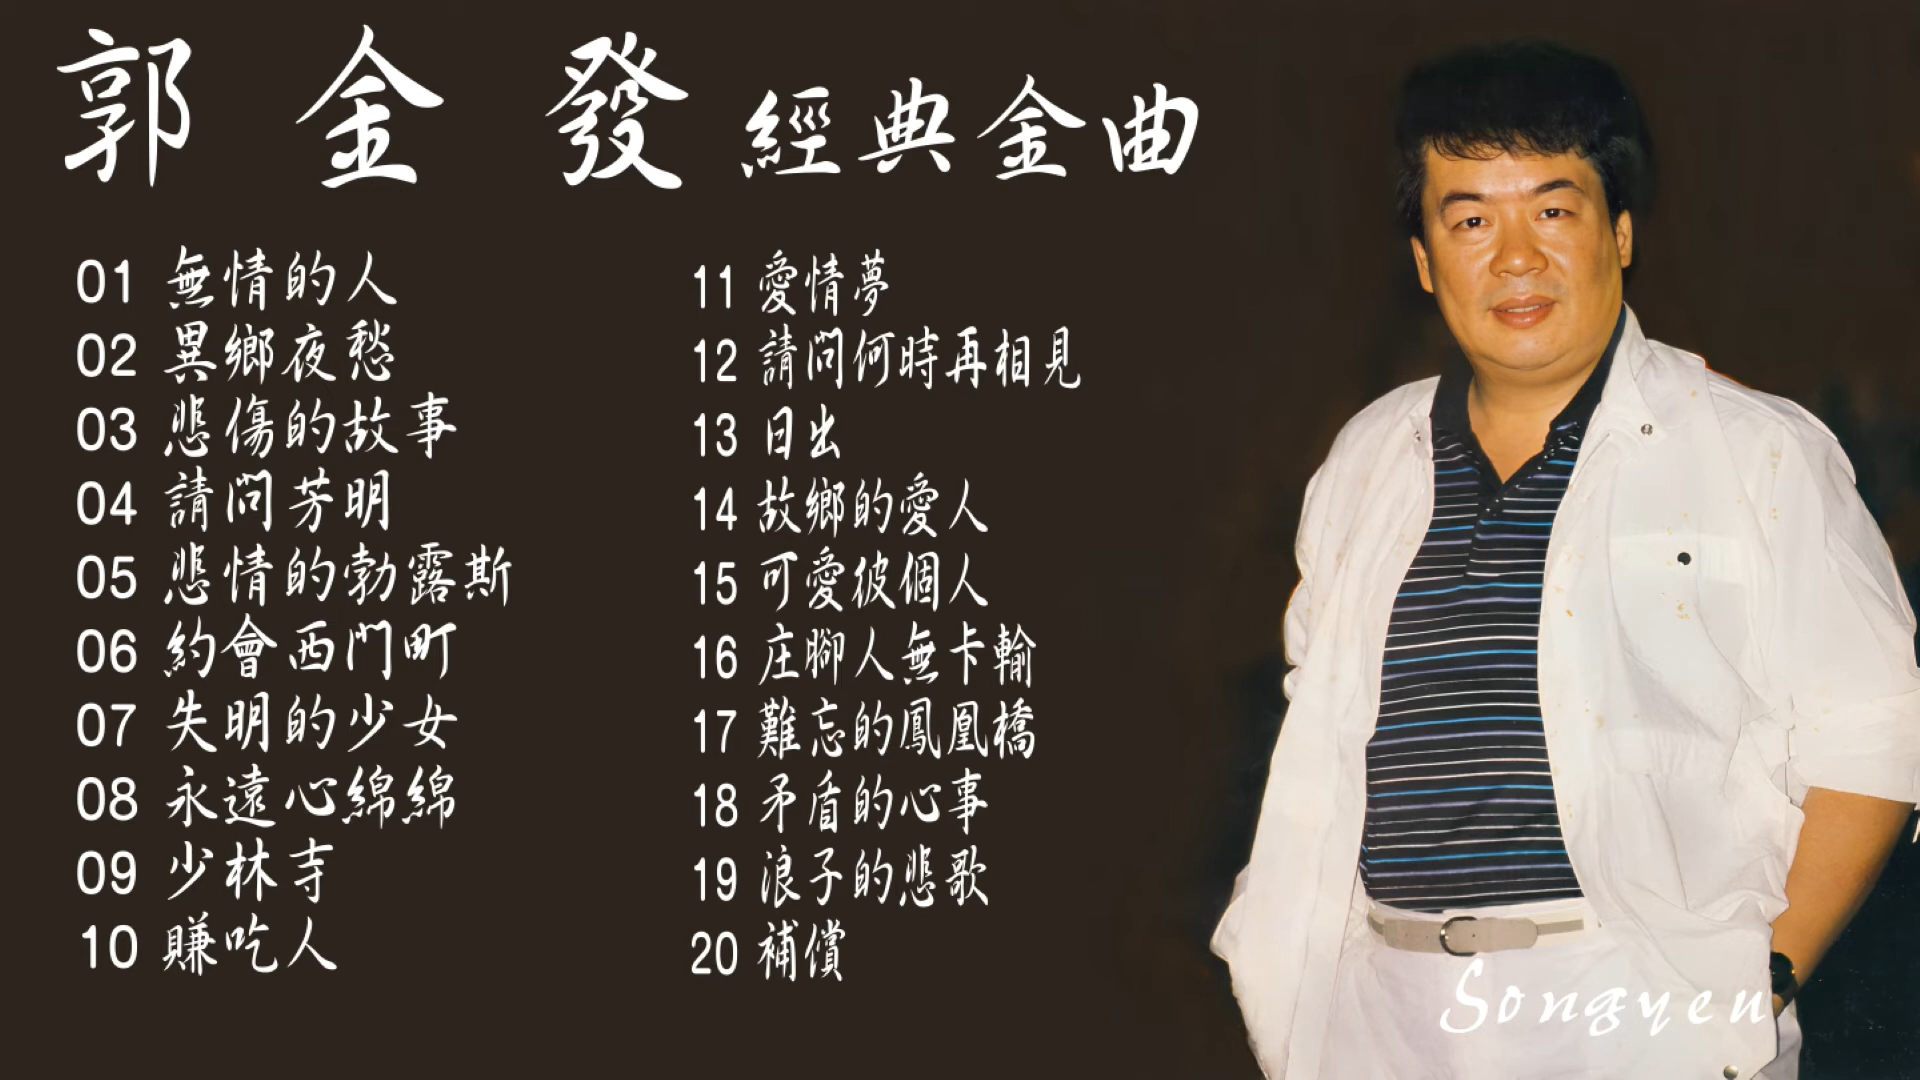 郭金發 經典金曲
01 無情的人
02 異鄉夜愁
03 悲傷的故事
04 請問芳明
05 悲情的勃露斯
06 約會西門町
07 失明的少女
08 永遠心綿綿
09 少林寺
10 賺吃人
11 愛情夢
12 請問何時再相見
13 日出
14 故鄉的愛人
15 可愛彼個人
16 庄腳人無卡輸
17 難忘的鳳凰橋
18 矛盾的心事
19 浪子的悲歌
20 補償
Songyen